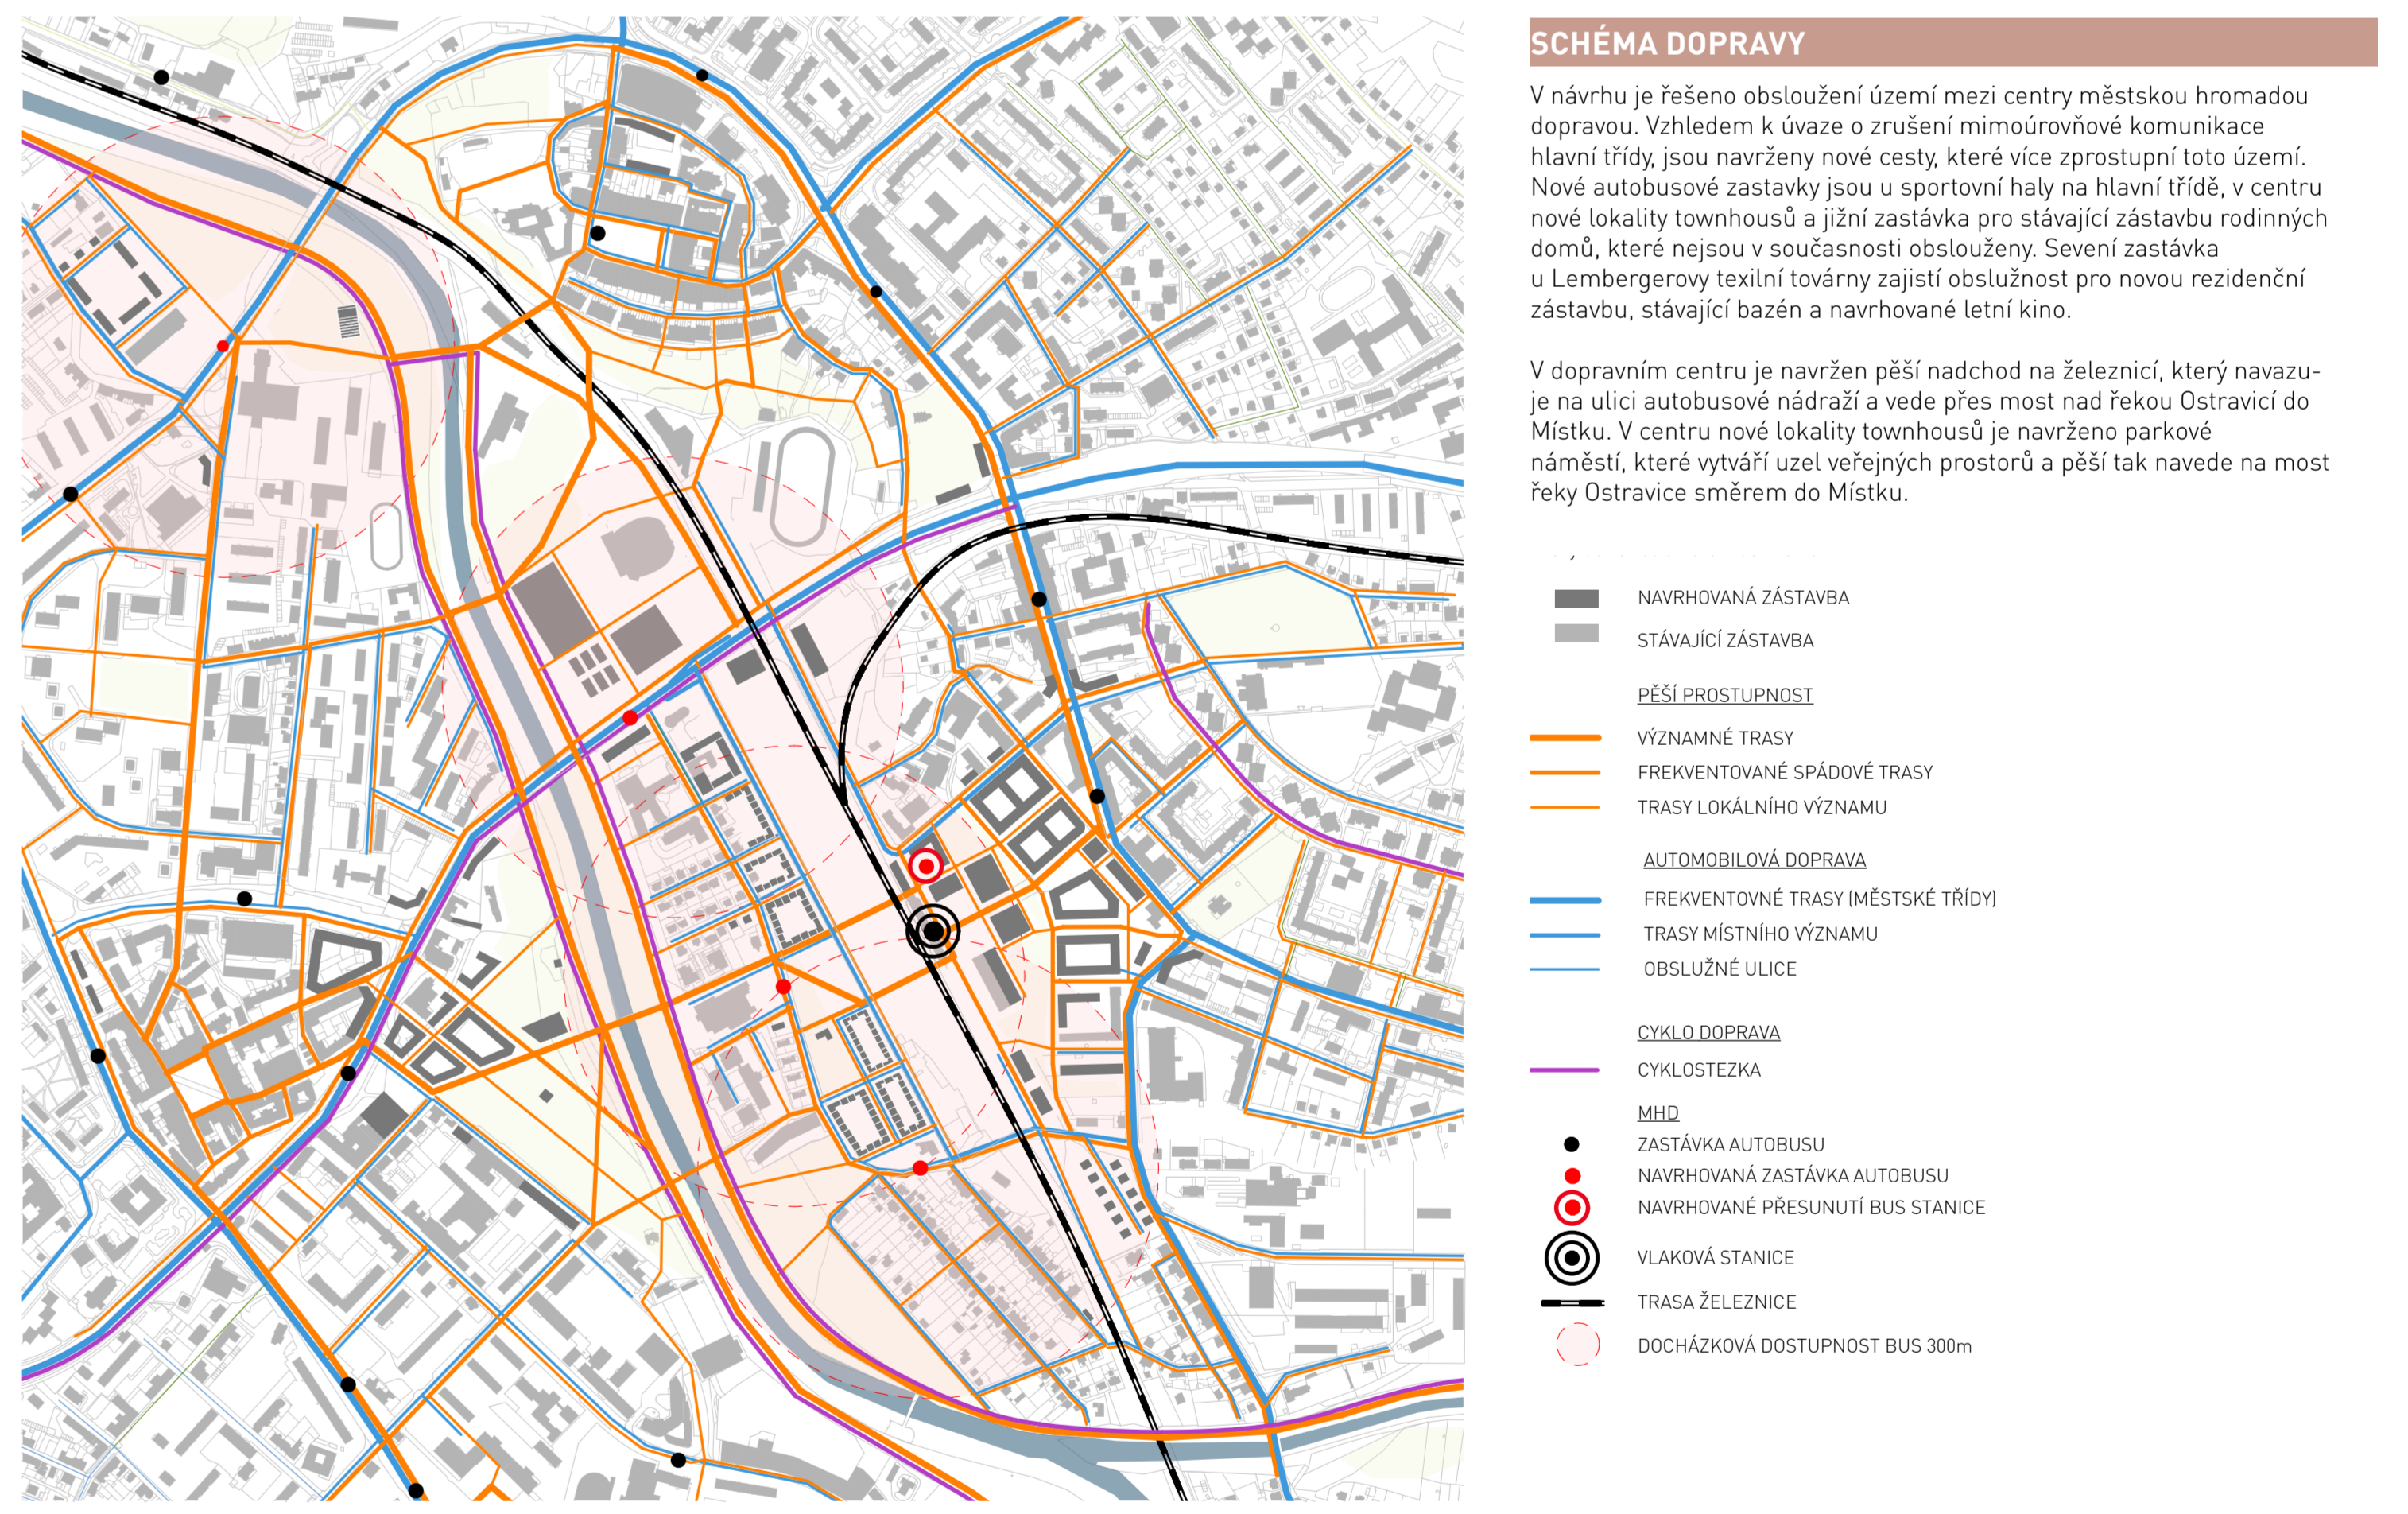 SCHÉMA DOPRAVY
V návrhu je řešeno obsloužení území mezi centry městskou hromadou
dopravou. Vzhledem k úvaze o zrušení mimoúrovňové komunikace
hlavní třídy, jsou navrženy nové cesty, které více zprostupní toto území.
Nové autobusové zastavky jsou u sportovní haly na hlavní třídě, v centru
nové lokality townhousů a jižní zastávka pro stávající zástavbu rodinných
domů, které nejsou v současnosti obslouženy. Sevení zastávka
u Lembergerovy texilní továrny zajistí obslužnost pro novou rezidenční
zástavbu, stávající bazén a navrhované letní kino.
V dopravním centru je navržen pěší nadchod na železnicí, který navazu-
je na ulici autobusové nádraží a vede přes most nad řekou Ostravicí do
Místku. V centru nové lokality townhousů je navrženo parkové
náměstí, které vytváří uzel veřejných prostorů a pěší tak navede na most
řeky Ostravice směrem do Místku.
NAVRHOVANÁ ZÁSTAVBA
STÁVAJÍCÍ ZÁSTAVBA
PĚŠÍ PROSTUPNOST
VÝZNAMNÉ TRASY
FREKVENTOVANÉ SPÁDOVÉ TRASY
TRASY LOKÁLNÍHO VÝZNAMU
AUTOMOBILOVÁ DOPRAVA
FREKVENTOVNÉ TRASY (MĚSTSKÉ TŘÍDY)
TRASY MÍSTNÍHO VÝZNAMU
OBSLUŽNÉ ULICE
CYKLO DOPRAVA
CYKLOSTEZKA
MHD
ZASTÁVKA AUTOBUSU
NAVRHOVANÁ ZASTÁVKA AUTOBUSU
NAVRHOVANÉ PŘESUNUTÍ BUS STANICE
VLAKOVÁ STANICE
TRASA ŽELEZNICE
DOCHÁZKOVÁ DOSTUPNOST BUS 300m